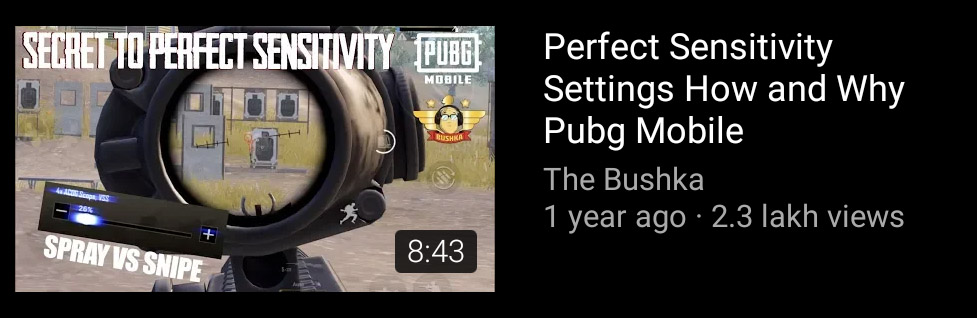 SECRET TO PERFECT SENSITIVITY
PUBG
MOBILE
BUSHKA
4x ACOG Scope, VSS
26%
SPRAY VS SNIPE
8:43
Perfect Sensitivity
Settings How and Why
Pubg Mobile
The Bushka
1 year ago · 2.3 lakh views